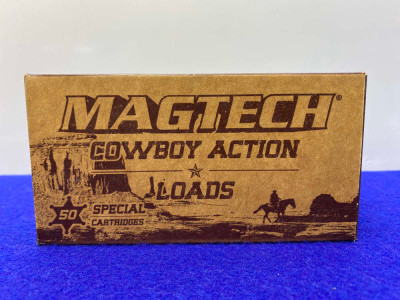 MAGTECH®
COWBOY ACTION
LOADS
50 SPECIAL
CARTRIDGES